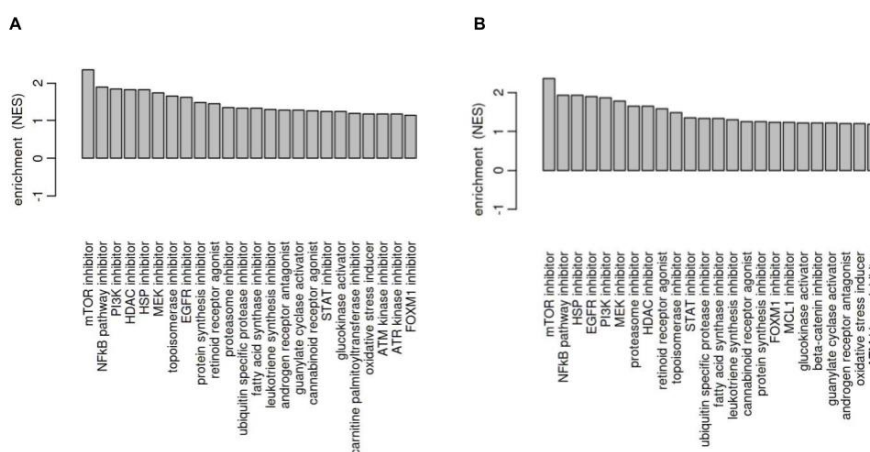 A
enrichment (NES)
2
1
0
-1
mTOR inhibitor
NFkB pathway inhibitor
PI3K inhibitor
HDAC inhibitor
HSP inhibitor
MEK inhibitor
topoisomerase inhibitor
EGFR inhibitor
protein synthesis inhibitor
retinoid receptor agonist
proteasome inhibitor
ubiquitin specific protease inhibitor
fatty acid synthase inhibitor
leukotriene synthesis inhibitor
androgen receptor antagonist
guanylate cyclase activator
cannabinoid receptor agonist
STAT inhibitor
glucokinase activator
carnitine palmitoyltransferase inhibitor
oxidative stress inducer
ATM kinase inhibitor
ATR kinase inhibitor
FOXM1 inhibitor
B
enrichment (NES)
2
1
0
-1
mTOR inhibitor
NFkB pathway inhibitor
HSP inhibitor
EGFR inhibitor
PI3K inhibitor
MEK inhibitor
proteasome inhibitor
HDAC inhibitor
retinoid receptor agonist
topoisomerase inhibitor
STAT inhibitor
ubiquitin specific protease inhibitor
fatty acid synthase inhibitor
leukotriene synthesis inhibitor
cannabinoid receptor agonist
protein synthesis inhibitor
FOXM1 inhibitor
MCL1 inhibitor
glucokinase activator
beta-catenin inhibitor
guanylate cyclase activator
androgen receptor antagonist
oxidative stress inducer